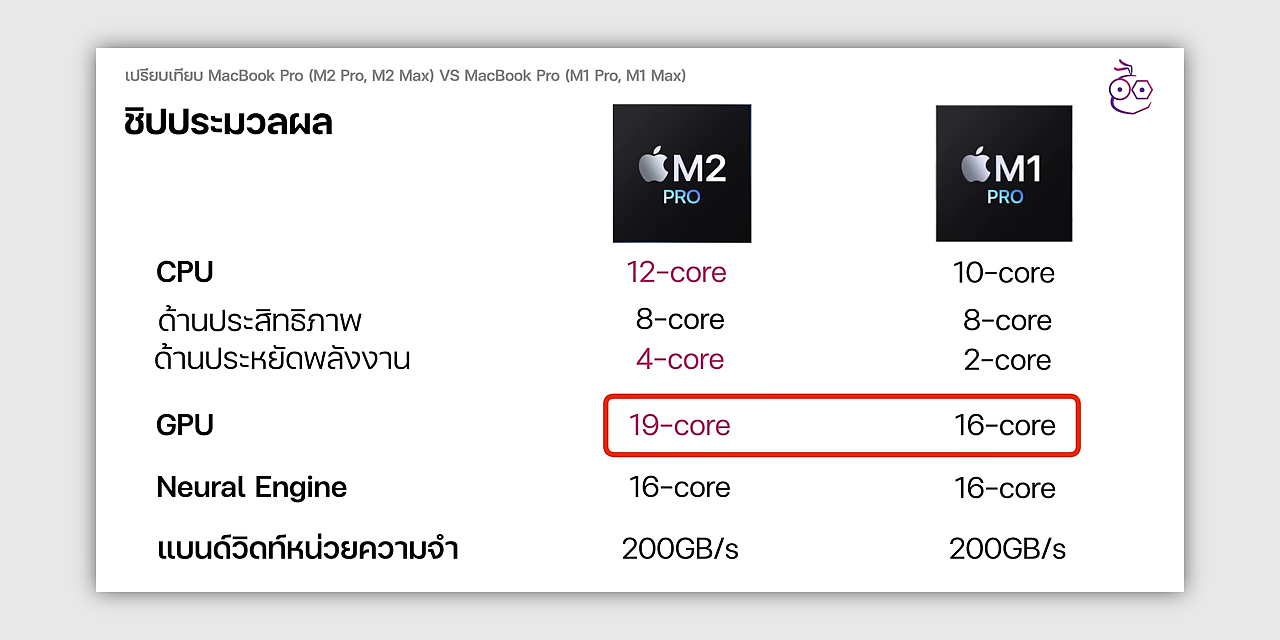 เปรียบเทียบ MacBook Pro (M2 Pro, M2 Max) VS MacBook Pro (M1 Pro, M1 Max)
ชิปประมวลผล
M2 M1
PRO PRO
CPU 12-core 10-core
ด้านประสิทธิภาพ 8-core 8-core
ด้านประหยัดพลังงาน 4-core 2-core
GPU 19-core 16-core
Neural Engine 16-core 16-core
แบนด์วิดท์หน่วยความจำ 200GB/s 200GB/s